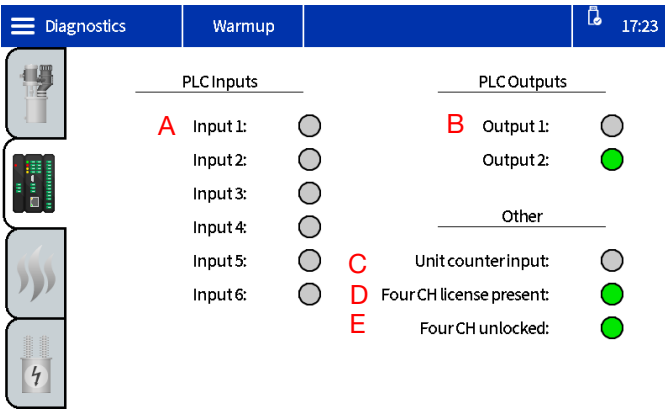 Diagnostics Warmup 17:23
PLC Inputs PLC Outputs
A Input 1: B Output 1:
Input 2: Output 2:
Input 3:
Input 4: Other
Input 5: C Unit counter input:
Input 6: D Four CH license present:
E Four CH unlocked: